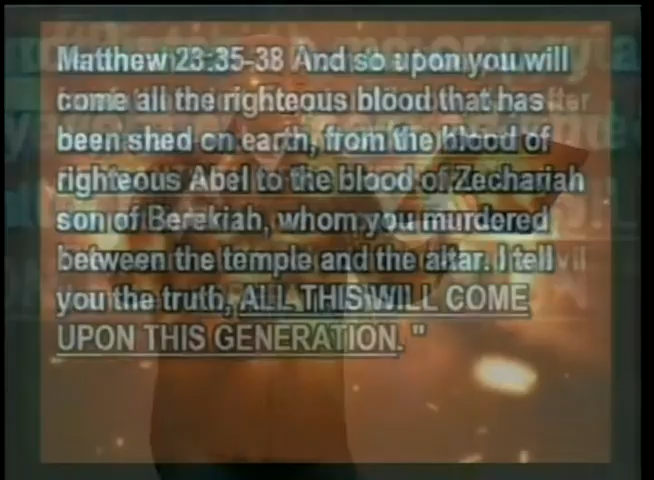 Matthew 23:35-38 And so upon you will
come all the righteous blood that has
been shed on earth, from the blood of
righteous Abel to the blood of Zechariah
son of Berekiah, whom you murdered
between the temple and the altar. I tell
you the truth, ALL THIS WILL COME
UPON THIS GENERATION. "